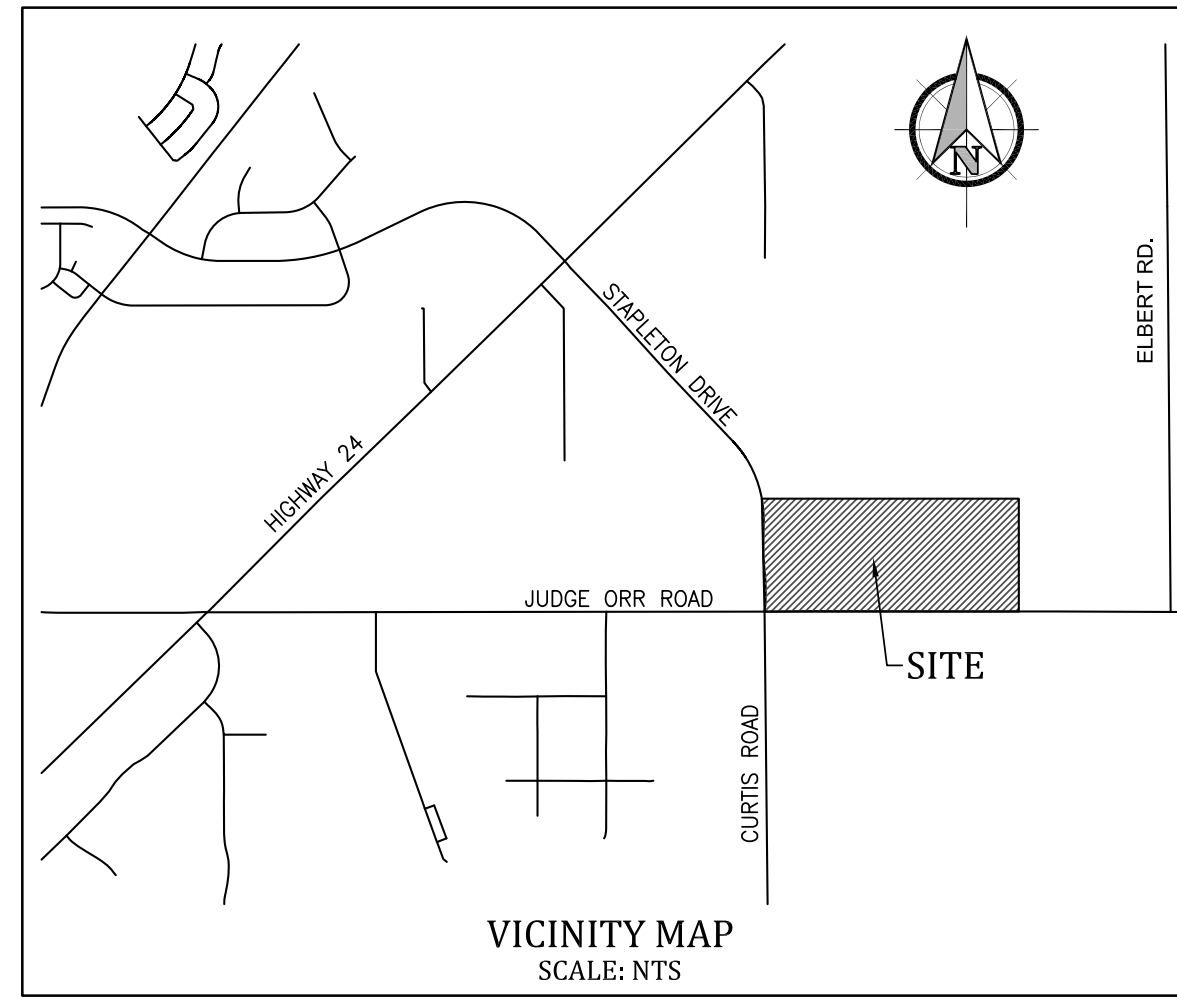 N
ELBERT RD.
STAPLETON DRIVE
HIGHWAY 24
JUDGE ORR ROAD
SITE
CURTIS ROAD
VICINITY MAP
SCALE: NTS